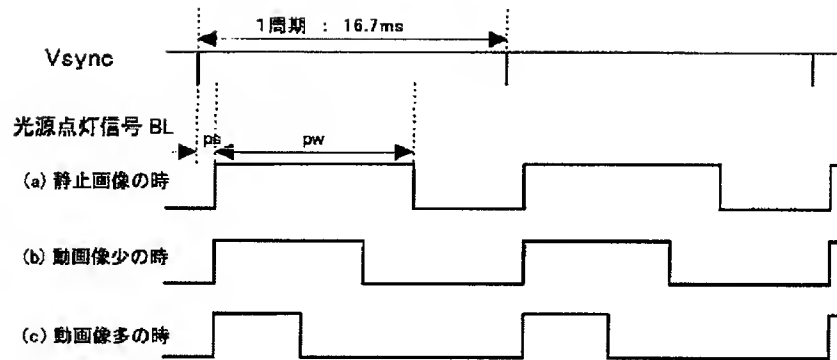 1周期 : 16.7ms
Vsync
光源点灯信号 BL
ps
pw
(a) 静止画像の時
(b) 動画像少の時
(c) 動画像多の時